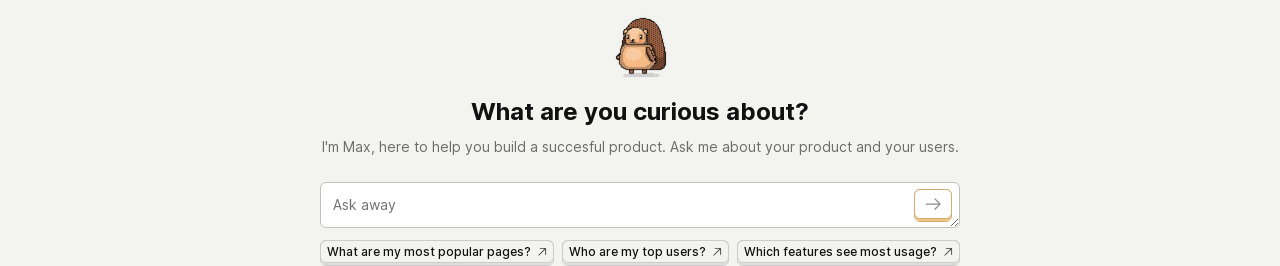 What are you curious about?
I'm Max, here to help you build a succesful product. Ask me about your product and your users.
Ask away
What are my most popular pages?
Who are my top users?
Which features see most usage?